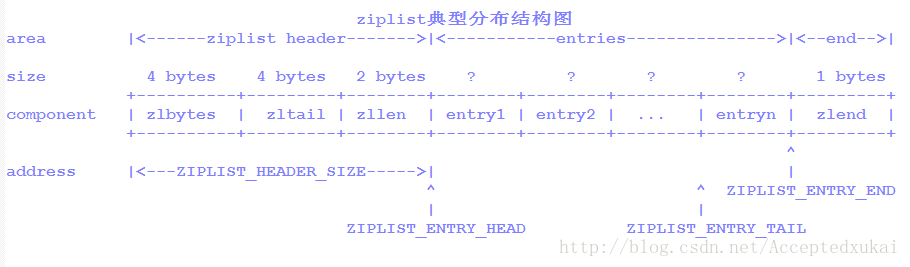 ziplist典型分布结构图
area |<------ziplist header------->|<-----------entries--------------->|<--end-->|
size 4 bytes 4 bytes 2 bytes ? ? ? ? 1 bytes
+---------+---------+--------+--------+--------+--------+--------+---------+
component | zlbytes | zltail | zllen | entry1 | entry2 | ... | entryn | zlend |
+---------+---------+--------+--------+--------+--------+--------+---------+
^
address |<---ZIPLIST_HEADER_SIZE----->| |
^ ^ ZIPLIST_ENTRY_END
| |
ZIPLIST_ENTRY_HEAD ZIPLIST_ENTRY_TAIL
http://blog.csdn.net/Acceptedxukai